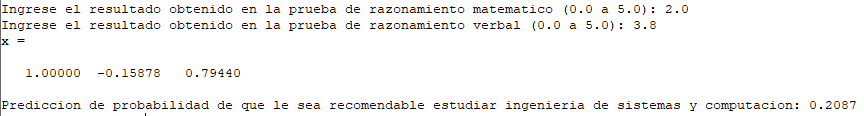 Ingrese el resultado obtenido en la prueba de razonamiento matematico (0.0 a 5.0): 2.0
Ingrese el resultado obtenido en la prueba de razonamiento verbal (0.0 a 5.0): 3.8
x =
1.00000 -0.15878 0.79440
Prediccion de probabilidad de que le sea recomendable estudiar ingenieria de sistemas y computacion: 0.2087